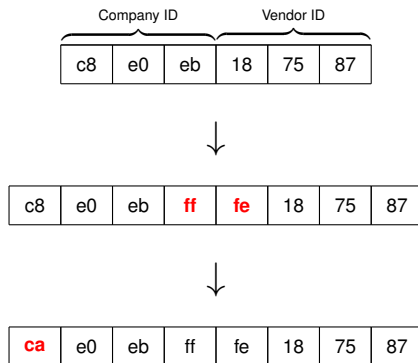 Company ID Vendor ID
c8 e0 eb 18 75 87
c8 e0 eb ff fe 18 75 87
ca e0 eb ff fe 18 75 87